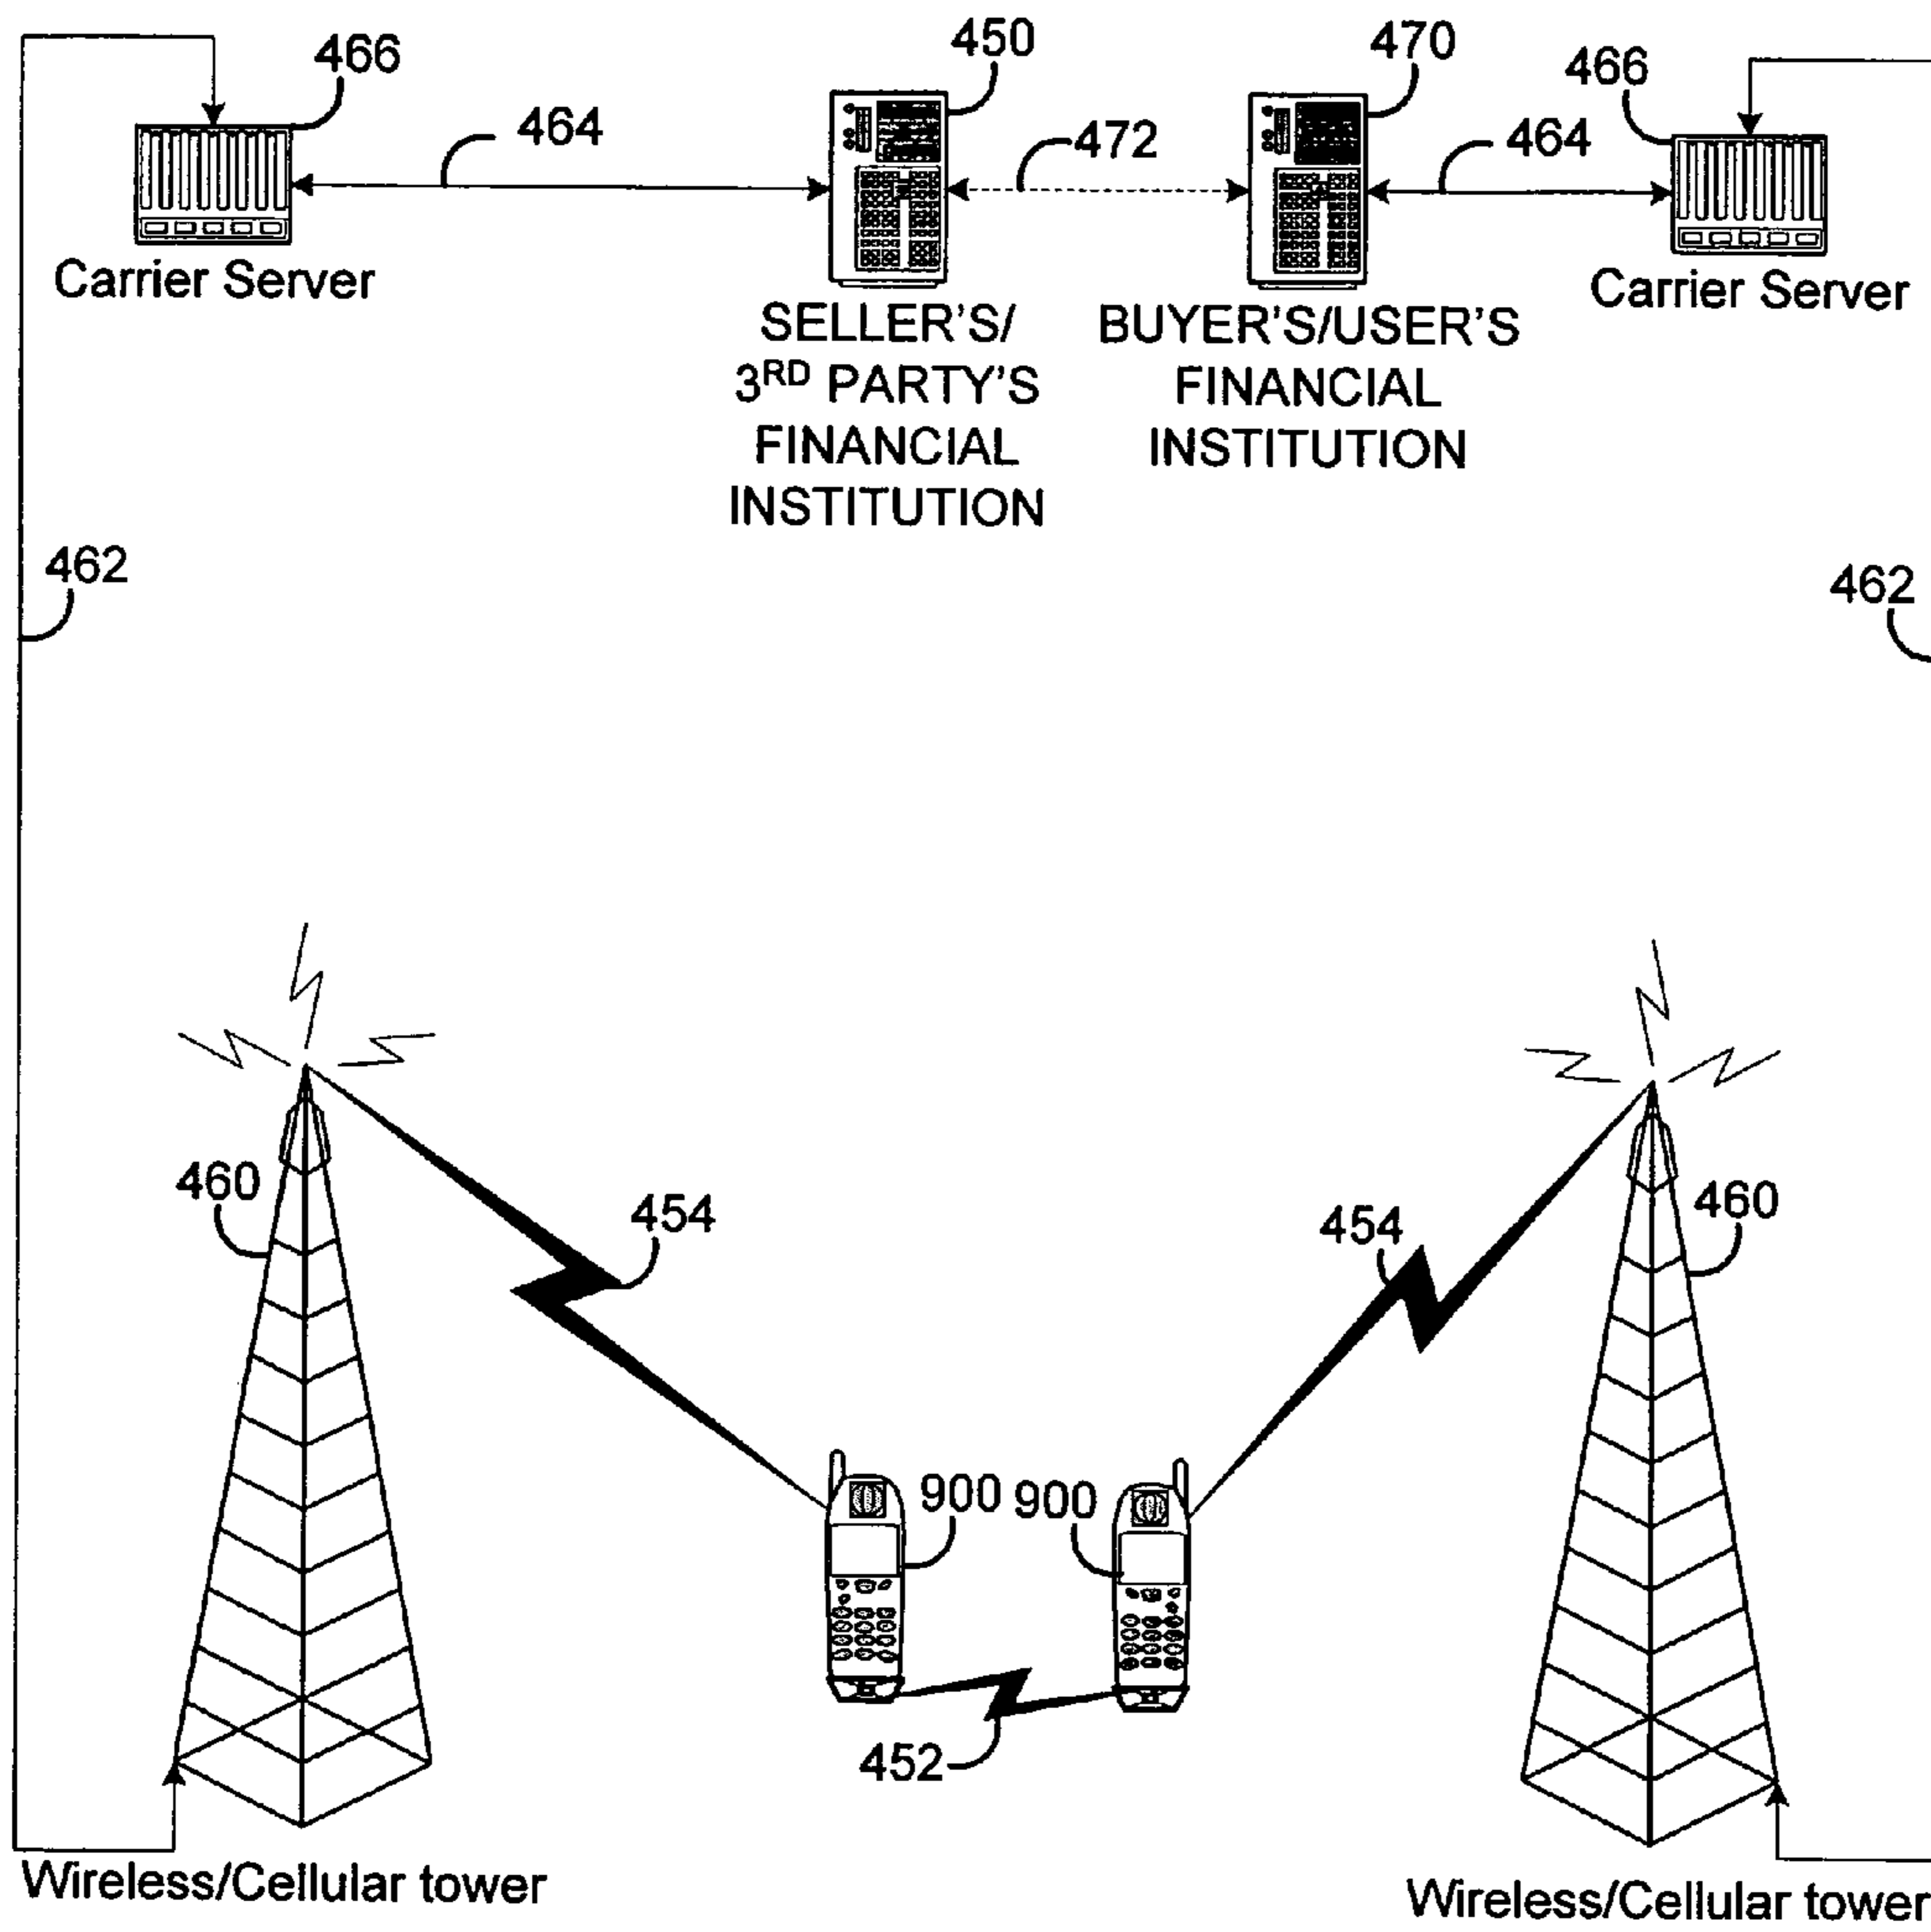 466
450
470
466
464
472
464
Carrier Server
SELLER'S/
3RD PARTY'S
FINANCIAL
INSTITUTION
BUYER'S/USER'S
FINANCIAL
INSTITUTION
Carrier Server
462
462
460
454
454
460
900
900
452
Wireless/Cellular tower
Wireless/Cellular tower